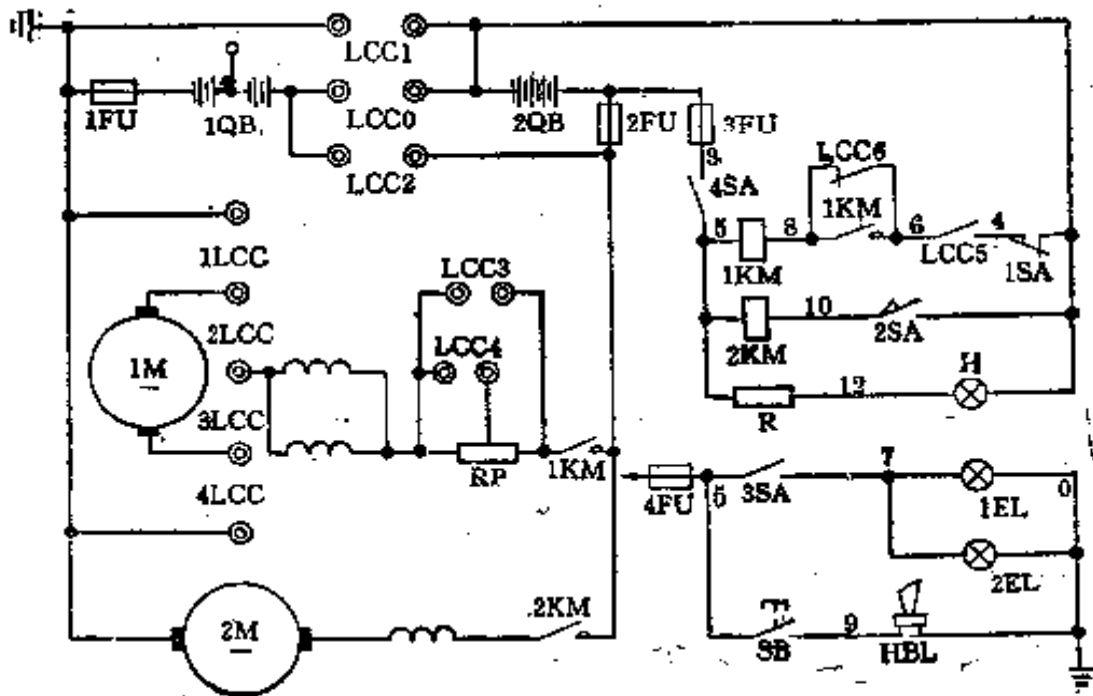 LCC1
1FU
1QB
LCC0
2QB
2FU
3FU
LCC2
3
LCC6
4SA
1KM
5
8
6
4
1LCC
LCC3
1KM
LCC5
1SA
2LCC
10
LCC4
2KM
2SA
1M
12
H
3LCC
R
RP
1KM
7
4LCC
4FU
5
3SA
1EL
0
2EL
2KM
2M
SB
9
HBL